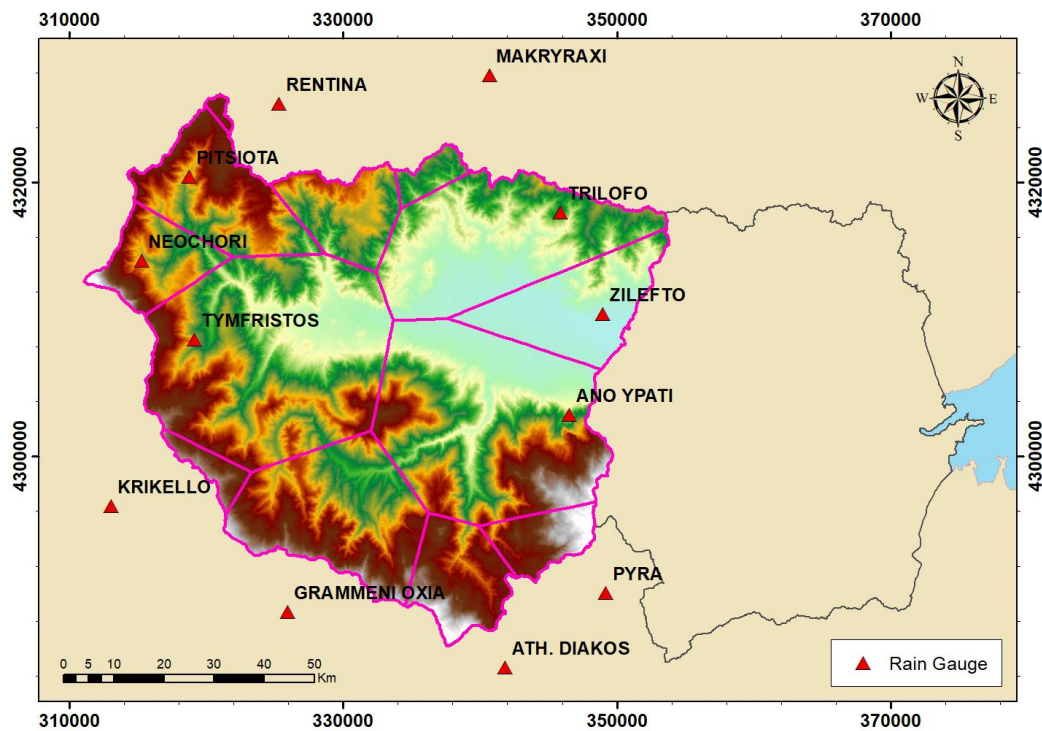 310000 330000 350000 370000
MAKRYRAXI
RENTINA
N
W E
S
PITSIOTA
4320000 4320000
TRILOFO
NEOCHORI
ZILEFTO
TYMFRISTOS
ANO YPATI
4300000 4300000
KRIKELLO
PYRA
GRAMMENI OXIA
ATH. DIAKOS
Rain Gauge
0 5 10 20 30 40 50
Km
310000 330000 350000 370000